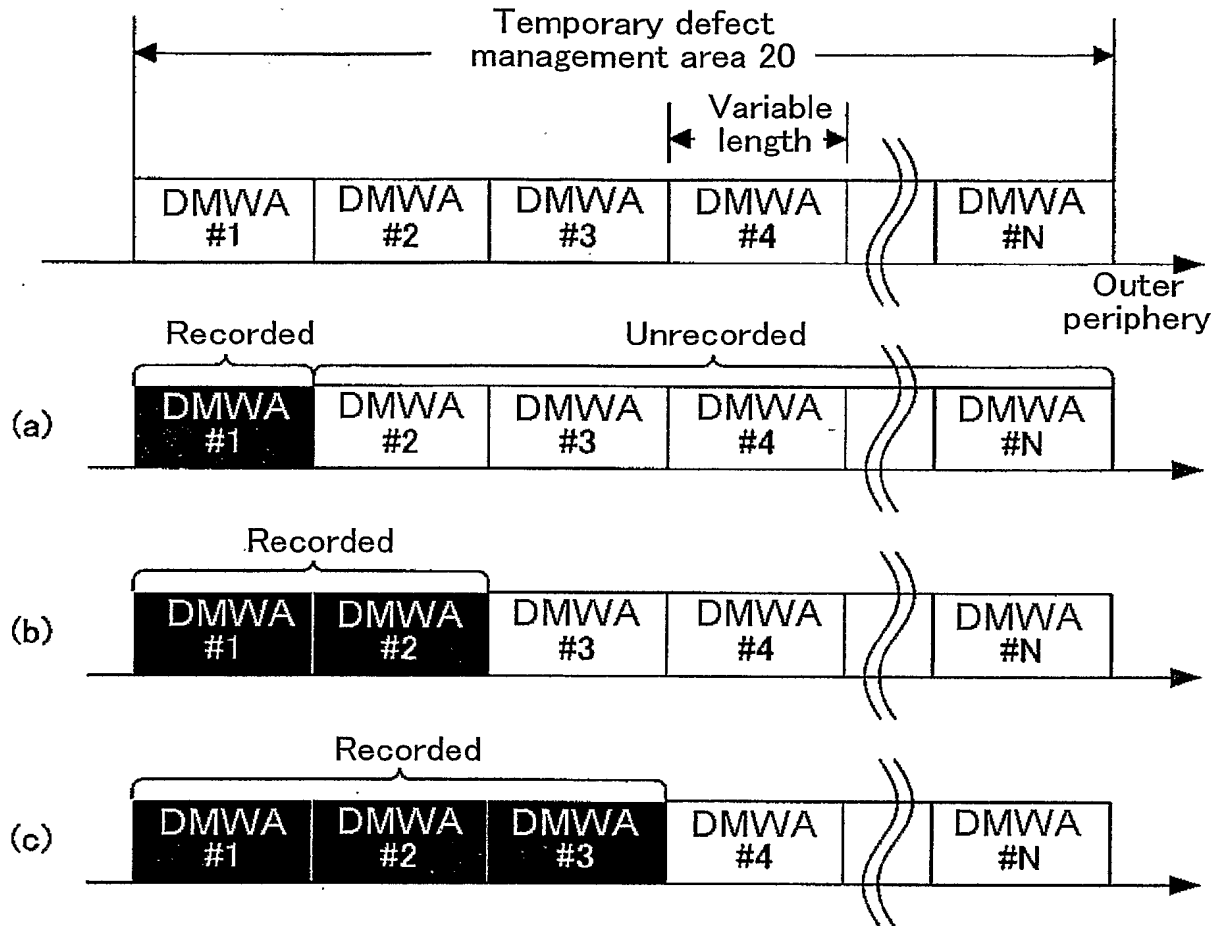 Temporary defect
management area 20
Variable
length
DMWA
#1
DMWA
#2
DMWA
#3
DMWA
#4
DMWA
#N
Outer
periphery
Recorded
Unrecorded
(a)
DMWA
#1
DMWA
#2
DMWA
#3
DMWA
#4
DMWA
#N
Recorded
(b)
DMWA
#1
DMWA
#2
DMWA
#3
DMWA
#4
DMWA
#N
Recorded
(c)
DMWA
#1
DMWA
#2
DMWA
#3
DMWA
#4
DMWA
#N